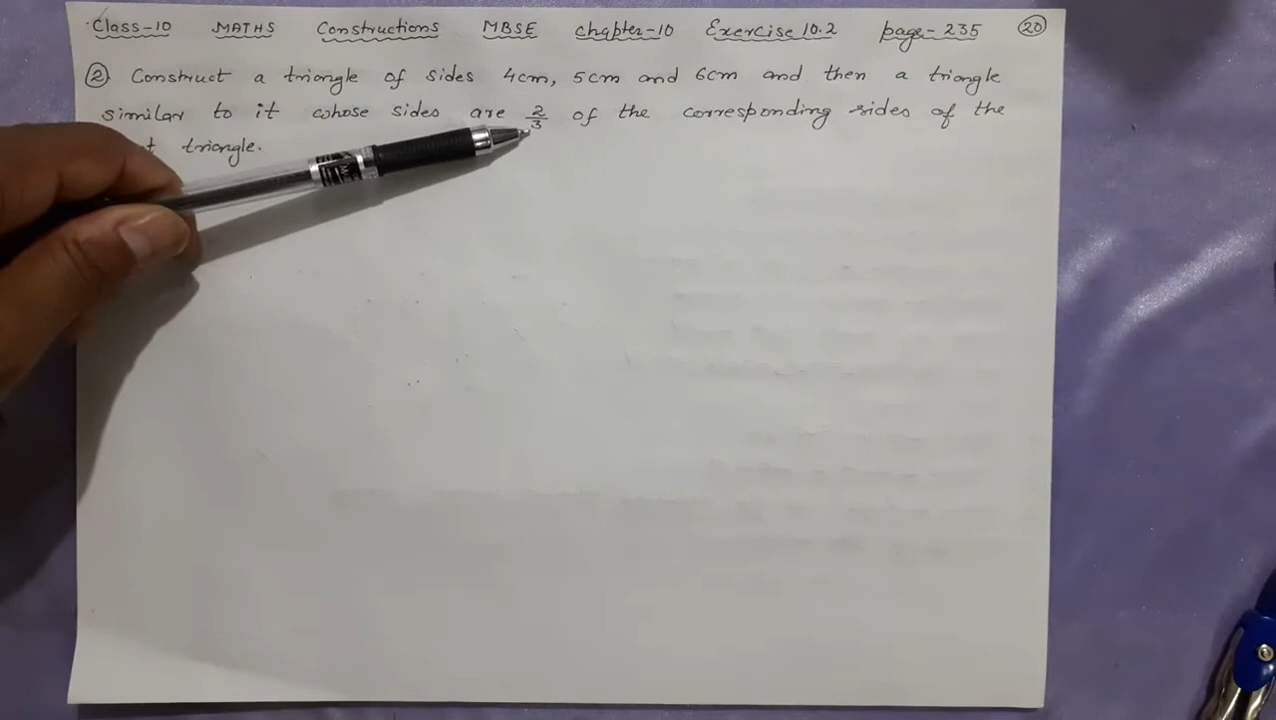 Class-10 MATHS Constructions MBSE chapter-10 Exercise 10.2 page-235 20
2 Construct a triangle of sides 4cm, 5cm and 6cm and then a triangle
similar to it whose sides are 2/3 of the corresponding sides of the
triangle.